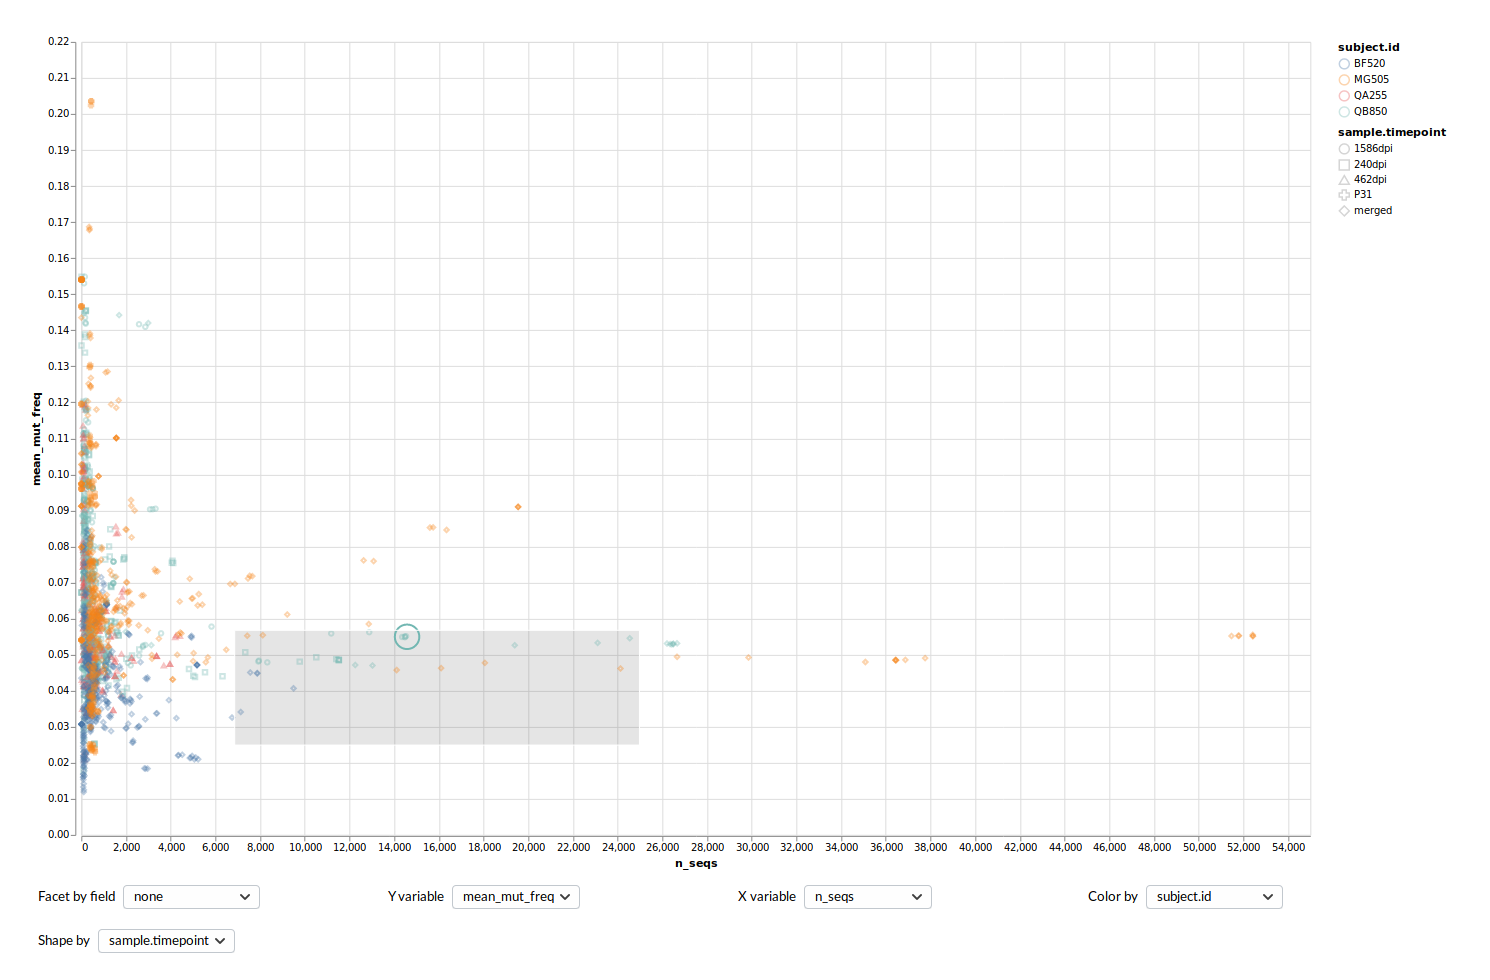 0.22
0.21
0.20
0.19
0.18
0.17
0.16
0.15
0.14
0.13
0.12
0.11
0.10
0.09
0.08
0.07
0.06
0.05
0.04
0.03
0.02
0.01
0.00
mean_mut_freq
0 2,000 4,000 6,000 8,000 10,000 12,000 14,000 16,000 18,000 20,000 22,000 24,000 26,000 28,000 30,000 32,000 34,000 36,000 38,000 40,000 42,000 44,000 46,000 48,000 50,000 52,000 54,000
n_seqs
subject.id
BF520
MG505
QA255
QB850
sample.timepoint
1586dpi
240dpi
462dpi
P31
merged
Facet by field none Y variable mean_mut_freq X variable n_seqs Color by subject.id
Shape by sample.timepoint